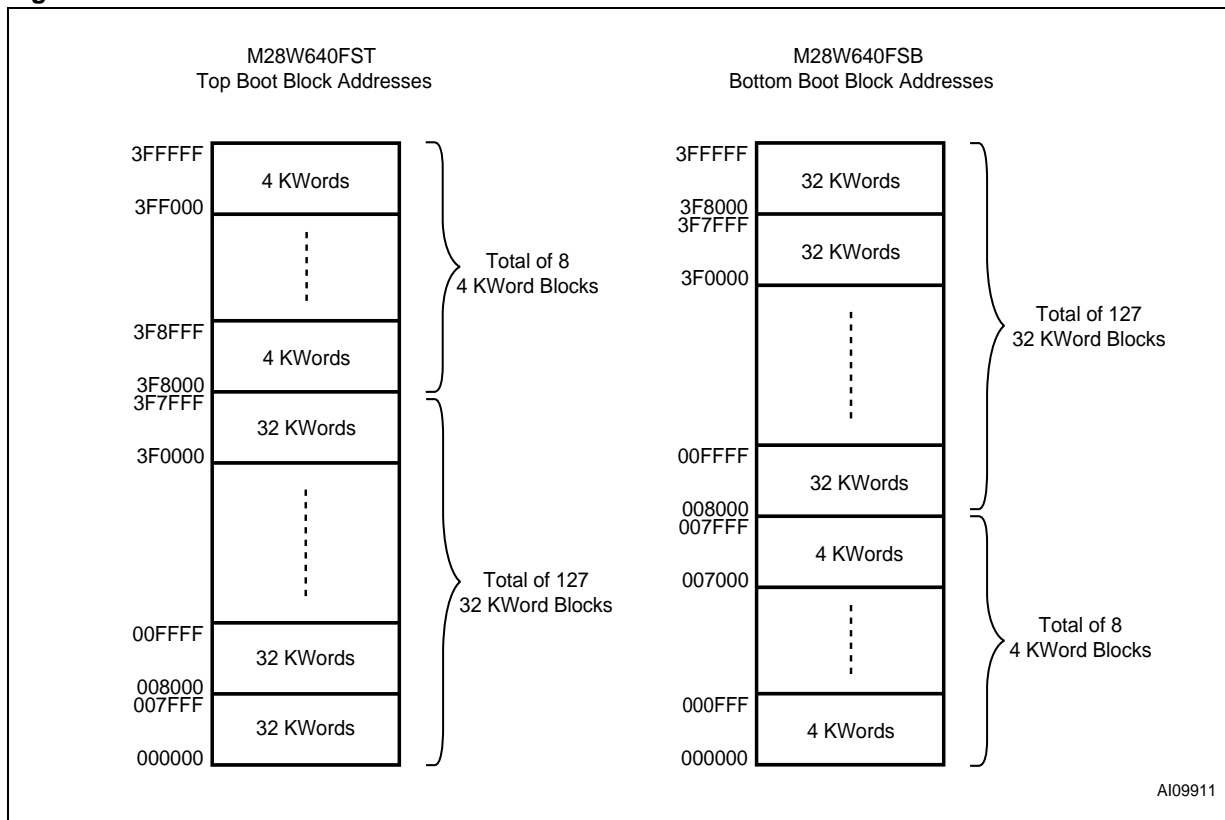 M28W640FST
Top Boot Block Addresses
3FFFFF
4 KWords
3FF000
Total of 8
4 KWord Blocks
3F8FFF
4 KWords
3F8000
3F7FFF
32 KWords
3F0000
Total of 127
32 KWord Blocks
00FFFF
32 KWords
008000
007FFF
32 KWords
000000
M28W640FSB
Bottom Boot Block Addresses
3FFFFF
32 KWords
3F8000
3F7FFF
32 KWords
3F0000
Total of 127
32 KWord Blocks
00FFFF
32 KWords
008000
007FFF
4 KWords
007000
Total of 8
4 KWord Blocks
000FFF
4 KWords
000000
AI09911